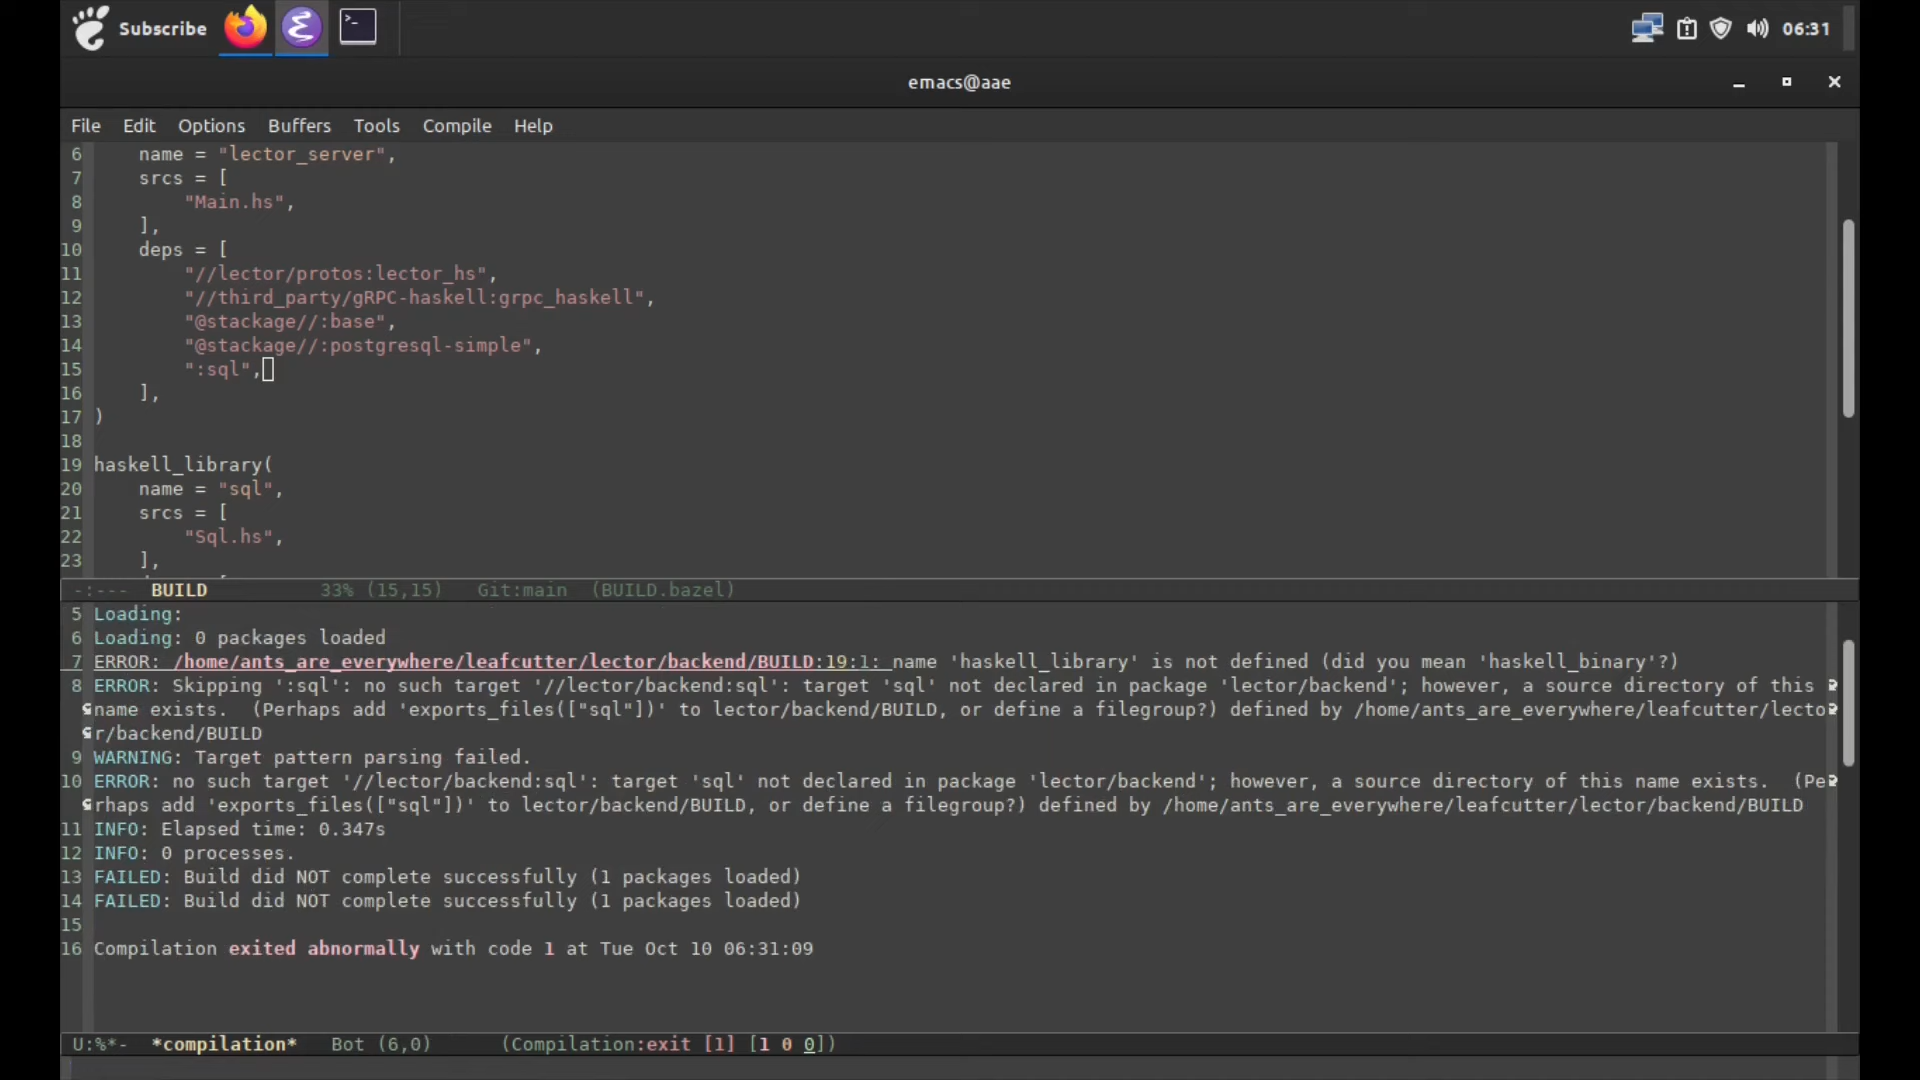 Subscribe 06:31
emacs@aae
File Edit Options Buffers Tools Compile Help
6 name = "lector_server",
7 srcs = [
8 "Main.hs",
9 ],
10 deps = [
11 "//lector/protos:lector_hs",
12 "//third_party/gRPC-haskell:grpc_haskell",
13 "@stackage//:base",
14 "@stackage//:postgresql-simple",
15 ":sql",
16 ],
17 )
18
19 haskell_library(
20 name = "sql",
21 srcs = [
22 "Sql.hs",
23 ],
-:--- BUILD 33% (15,15) Git:main (BUILD.bazel)
5 Loading:
6 Loading: 0 packages loaded
7 ERROR: /home/ants_are_everywhere/leafcutter/lector/backend/BUILD:19:1: name 'haskell_library' is not defined (did you mean 'haskell_binary'?)
8 ERROR: Skipping ':sql': no such target '//lector/backend:sql': target 'sql' not declared in package 'lector/backend'; however, a source directory of this
name exists.  (Perhaps add 'exports_files(["sql"])' to lector/backend/BUILD, or define a filegroup?) defined by /home/ants_are_everywhere/leafcutter/lecto
r/backend/BUILD
9 WARNING: Target pattern parsing failed.
10 ERROR: no such target '//lector/backend:sql': target 'sql' not declared in package 'lector/backend'; however, a source directory of this name exists.  (Pe
rhaps add 'exports_files(["sql"])' to lector/backend/BUILD, or define a filegroup?) defined by /home/ants_are_everywhere/leafcutter/lector/backend/BUILD
11 INFO: Elapsed time: 0.347s
12 INFO: 0 processes.
13 FAILED: Build did NOT complete successfully (1 packages loaded)
14 FAILED: Build did NOT complete successfully (1 packages loaded)
15
16 Compilation exited abnormally with code 1 at Tue Oct 10 06:31:09
U:%*- *compilation* Bot (6,0) (Compilation:exit [1] [1 0 0])